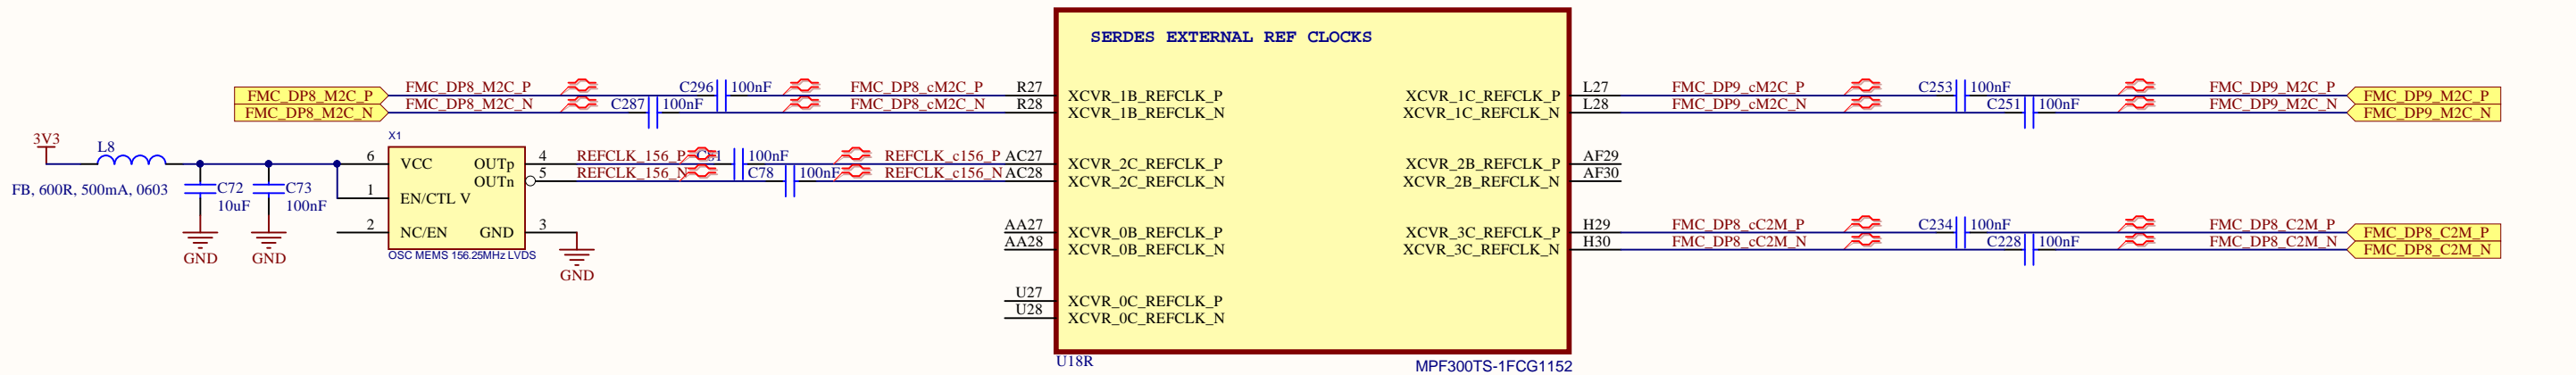 SERDES EXTERNAL REF CLOCKS
FMC_DP8_M2C_P FMC_DP8_M2C_P C296 100nF FMC_DP8_cM2C_P R27 XCVR_1B_REFCLK_P
FMC_DP8_M2C_N FMC_DP8_M2C_N C287 100nF FMC_DP8_cM2C_N R28 XCVR_1B_REFCLK_N
XCVR_1C_REFCLK_P L27 FMC_DP9_cM2C_P C253 100nF FMC_DP9_M2C_P FMC_DP9_M2C_P
XCVR_1C_REFCLK_N L28 FMC_DP9_cM2C_N C251 100nF FMC_DP9_M2C_N FMC_DP9_M2C_N
3V3
L8
FB, 600R, 500mA, 0603
C72
10uF
GND
C73
100nF
GND
X1
6 VCC OUTp 4
OUTn 5
1 EN/CTL V
2 NC/EN GND 3
OSC MEMS 156.25MHz LVDS
GND
REFCLK_156_P 100nF REFCLK_c156_P AC27 XCVR_2C_REFCLK_P
REFCLK_156_N C78 100nF REFCLK_c156_N AC28 XCVR_2C_REFCLK_N
XCVR_2B_REFCLK_P AF29
XCVR_2B_REFCLK_N AF30
AA27 XCVR_0B_REFCLK_P
AA28 XCVR_0B_REFCLK_N
XCVR_3C_REFCLK_P H29 FMC_DP8_cC2M_P C234 100nF FMC_DP8_C2M_P FMC_DP8_C2M_P
XCVR_3C_REFCLK_N H30 FMC_DP8_cC2M_N C228 100nF FMC_DP8_C2M_N FMC_DP8_C2M_N
U27 XCVR_0C_REFCLK_P
U28 XCVR_0C_REFCLK_N
U18R
MPF300TS-1FCG1152